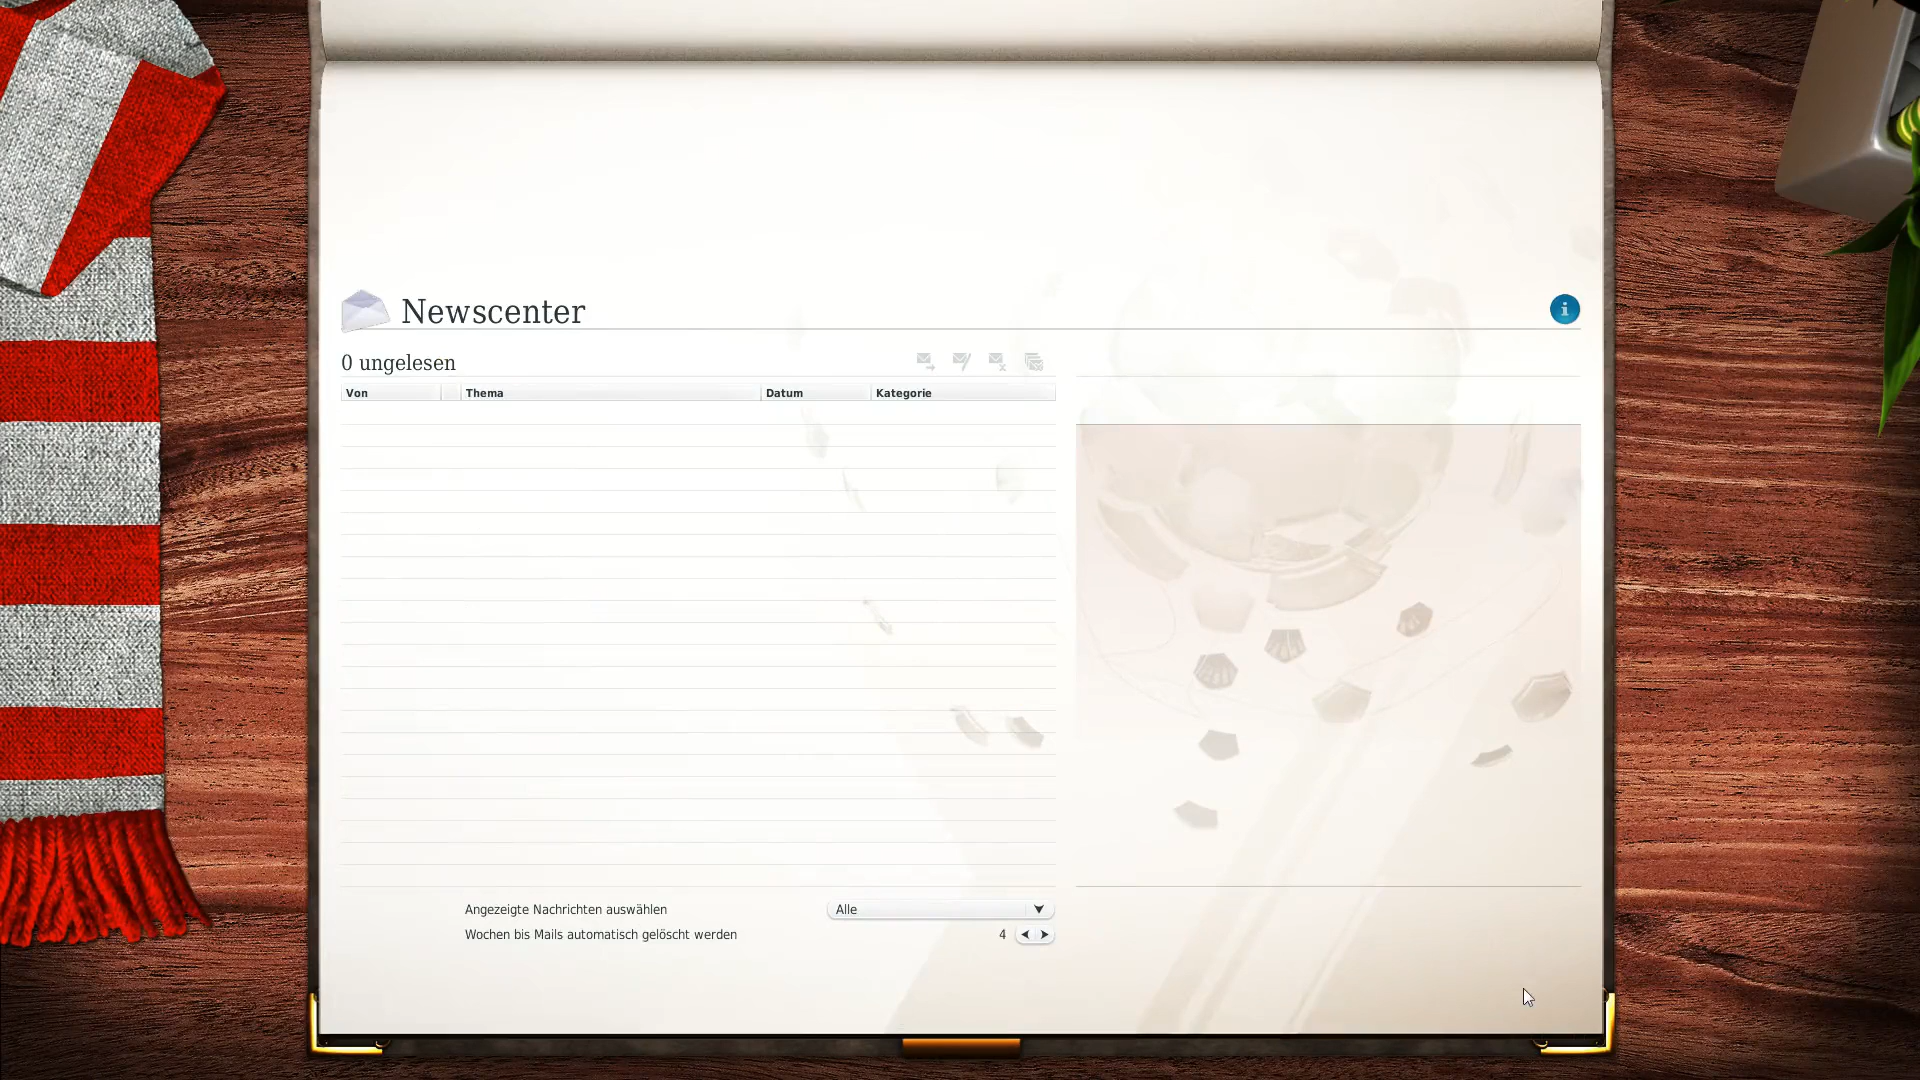 Newscenter
0 ungelesen
Von Thema Datum Kategorie
Angezeigte Nachrichten auswählen Alle
Wochen bis Mails automatisch gelöscht werden 4